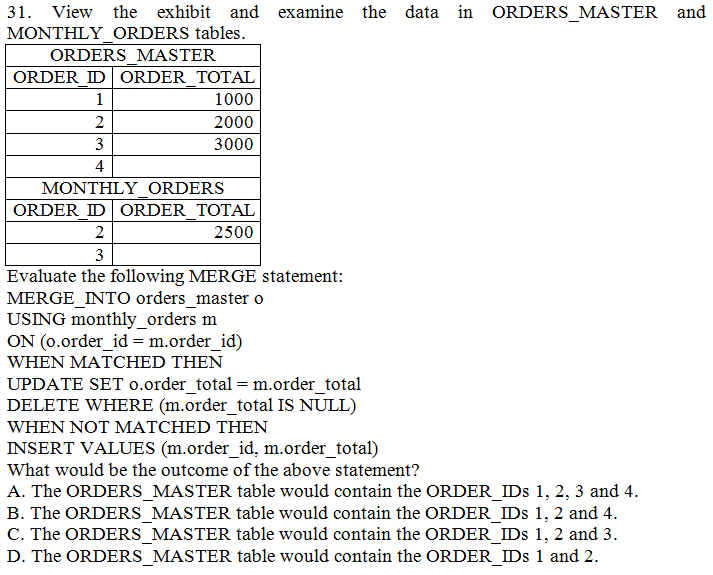 31. View the exhibit and examine the data in ORDERS_MASTER and
MONTHLY_ORDERS tables.
ORDERS_MASTER
ORDER_ID ORDER_TOTAL
1 1000
2 2000
3 3000
4
MONTHLY_ORDERS
ORDER_ID ORDER_TOTAL
2 2500
3
Evaluate the following MERGE statement:
MERGE_INTO orders_master o
USING monthly_orders m
ON (o.order_id = m.order_id)
WHEN MATCHED THEN
UPDATE SET o.order_total = m.order_total
DELETE WHERE (m.order_total IS NULL)
WHEN NOT MATCHED THEN
INSERT VALUES (m.order_id, m.order_total)
What would be the outcome of the above statement?
A. The ORDERS_MASTER table would contain the ORDER_IDs 1, 2, 3 and 4.
B. The ORDERS_MASTER table would contain the ORDER_IDs 1, 2 and 4.
C. The ORDERS_MASTER table would contain the ORDER_IDs 1, 2 and 3.
D. The ORDERS_MASTER table would contain the ORDER_IDs 1 and 2.